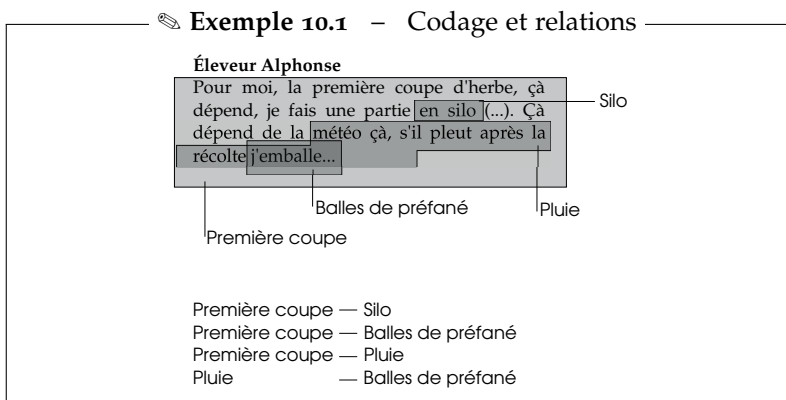 ✎ Exemple 10.1 – Codage et relations
Éleveur Alphonse
Pour moi, la première coupe d'herbe, çà
dépend, je fais une partie en silo (...). Çà
dépend de la météo çà, s'il pleut après la
récolte j'emballe...
Silo
Balles de préfané
Pluie
Première coupe
Première coupe — Silo
Première coupe — Balles de préfané
Première coupe — Pluie
Pluie — Balles de préfané